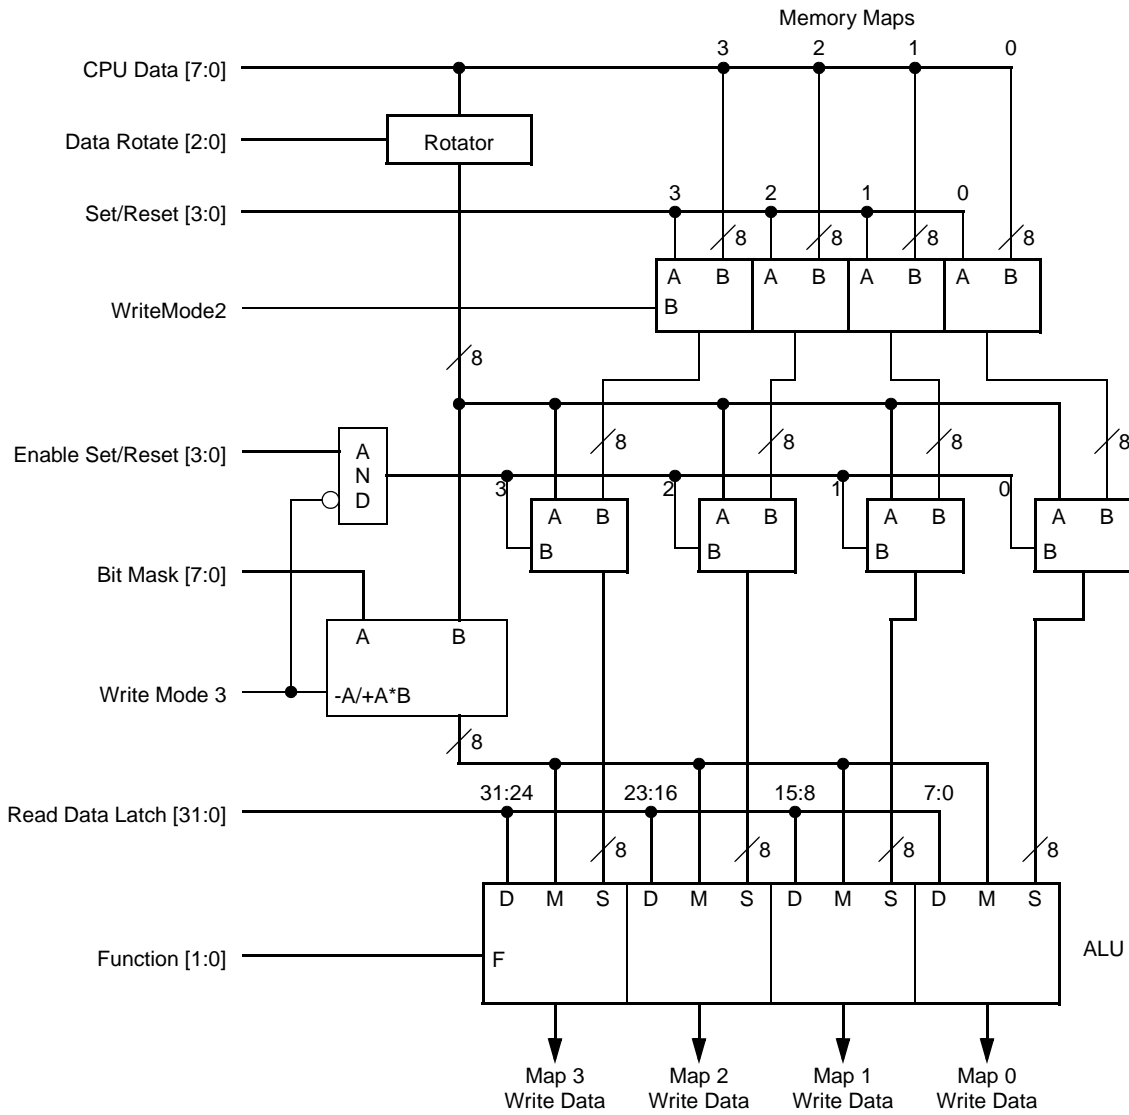 Memory Maps
3 2 1 0
CPU Data [7:0]
Data Rotate [2:0]
Rotator
3 2 1 0
Set/Reset [3:0]
8 8 8 8
A B A B A B A B
B
WriteMode2
8
8 8 8 8
Enable Set/Reset [3:0]
A
N
D
3 2 1 0
A B A B A B A B
B B B B
Bit Mask [7:0]
A B
Write Mode 3
-A/+A*B
8
31:24 23:16 15:8 7:0
Read Data Latch [31:0]
8 8 8 8
D M S D M S D M S D M S
ALU
Function [1:0]
F
Map 3 Map 2 Map 1 Map 0
Write Data Write Data Write Data Write Data